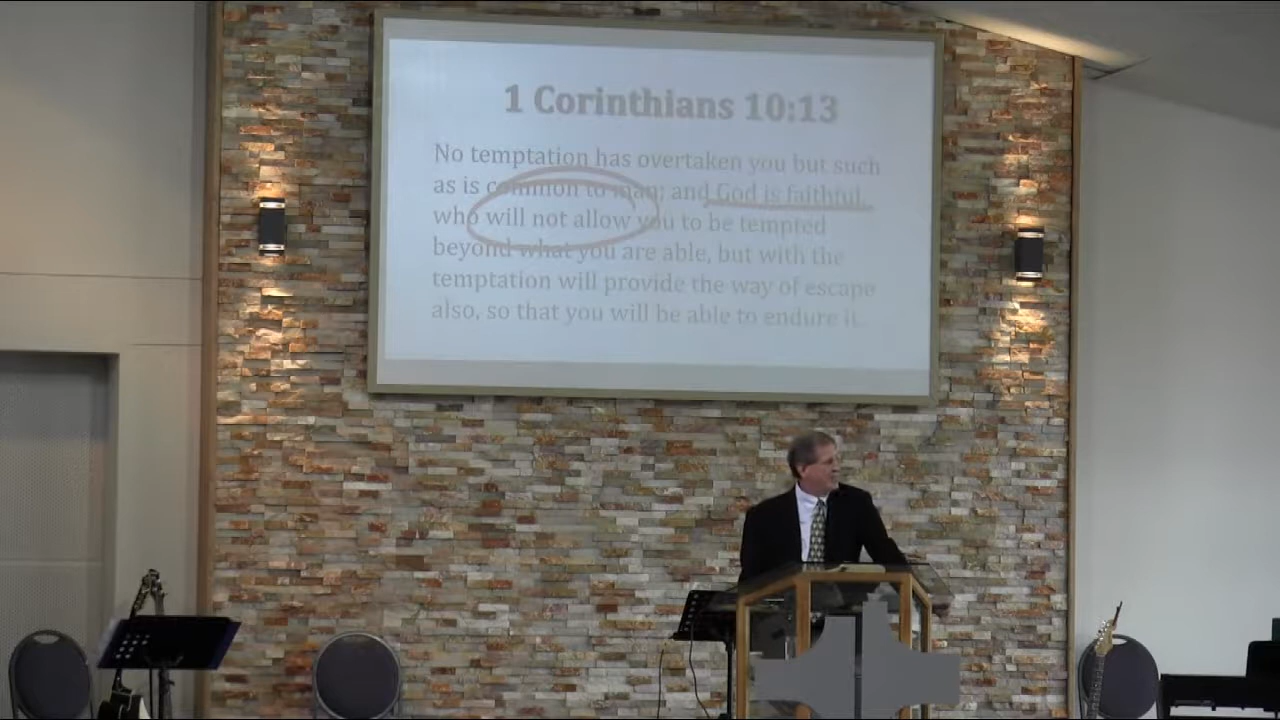 1 Corinthians 10:13
No temptation has overtaken you but such
as is common to man; and God is faithful,
who will not allow you to be tempted
beyond what you are able, but with the
temptation will provide the way of escape
also, so that you will be able to endure it.